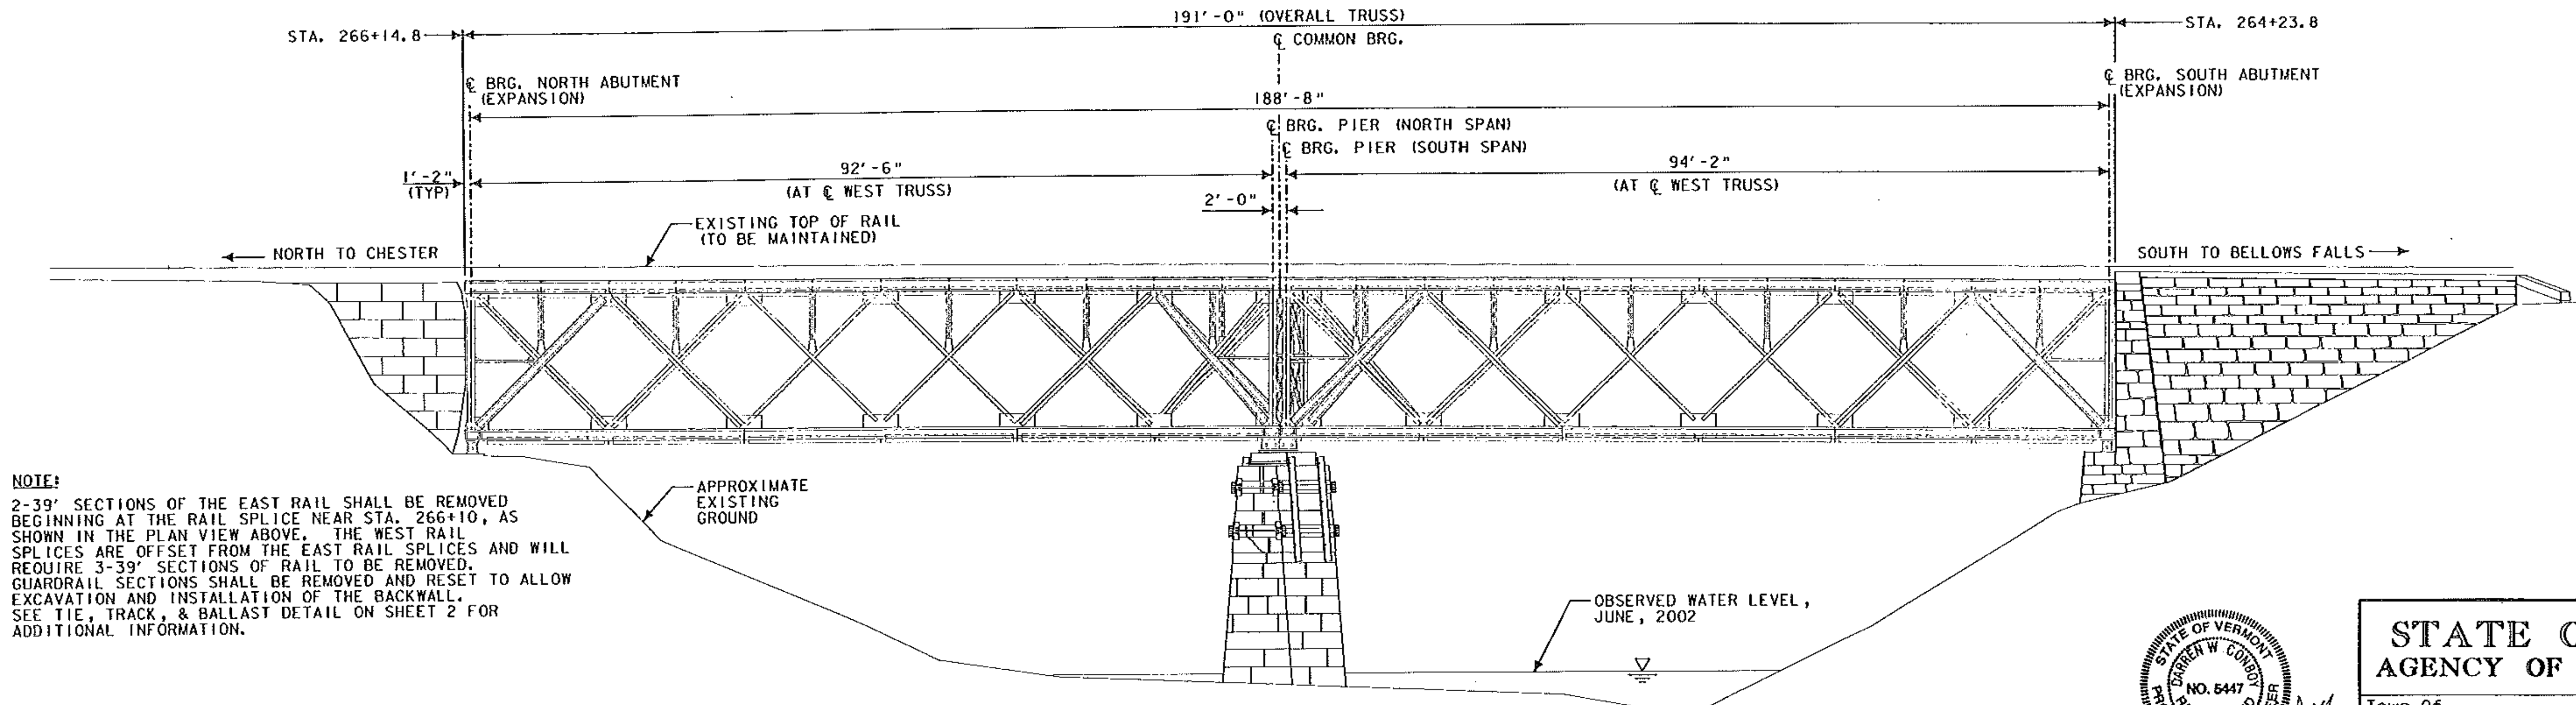 191'-0" (OVERALL TRUSS)
STA. 266+14.8
STA. 264+23.8
℄ COMMON BRG.
℄ BRG. NORTH ABUTMENT
(EXPANSION)
℄ BRG. SOUTH ABUTMENT
(EXPANSION)
188'-8"
℄ BRG. PIER (NORTH SPAN)
℄ BRG. PIER (SOUTH SPAN)
92'-6"
94'-2"
1'-2"
(TYP)
(AT ℄ WEST TRUSS)
(AT ℄ WEST TRUSS)
2'-0"
EXISTING TOP OF RAIL
(TO BE MAINTAINED)
NORTH TO CHESTER
SOUTH TO BELLOWS FALLS
NOTE:
2-39' SECTIONS OF THE EAST RAIL SHALL BE REMOVED
BEGINNING AT THE RAIL SPLICE NEAR STA. 266+10, AS
SHOWN IN THE PLAN VIEW ABOVE. THE WEST RAIL
SPLICES ARE OFFSET FROM THE EAST RAIL SPLICES AND WILL
REQUIRE 3-39' SECTIONS OF RAIL TO BE REMOVED.
GUARDRAIL SECTIONS SHALL BE REMOVED AND RESET TO ALLOW
EXCAVATION AND INSTALLATION OF THE BACKWALL.
SEE TIE, TRACK, & BALLAST DETAIL ON SHEET 2 FOR
ADDITIONAL INFORMATION.
APPROXIMATE
EXISTING
GROUND
OBSERVED WATER LEVEL,
JUNE, 2002
STATE OF VERMONT
DARREN W. CONBOY
NO. 5447
STATE
AGENCY OF